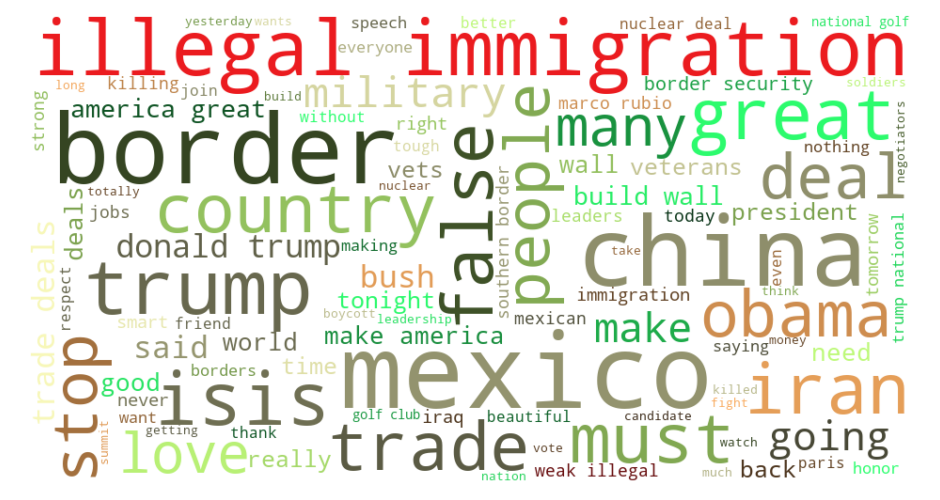 yesterday wants speech better nuclear deal national golf
illegal immigration
everyone
long killing join build military border security soldiers
strong america great without right people marco rubio
border false many great nothing negotiators
tough vets wall veterans deal
totally nuclear build wall
deals jobs country southern border leaders today president
donald trump making china take even tomorrow trump national
trade deals respect trump bush immigration think
tonight boycott leadership mexican make obama
smart friend make america saying money need
stop said world mexico
borders time killed iran
good never isis fight
want golf club iraq beautiful candidate
getting thank trade vote must watch going
summit love really nation weak illegal much back paris honor